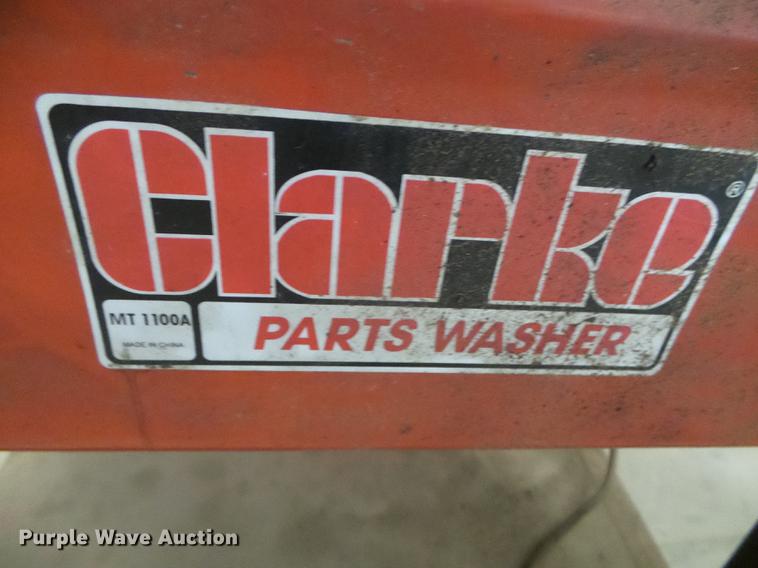 Clarke®
MT 1100A
MADE IN CHINA
PARTS WASHER
Purple Wave Auction